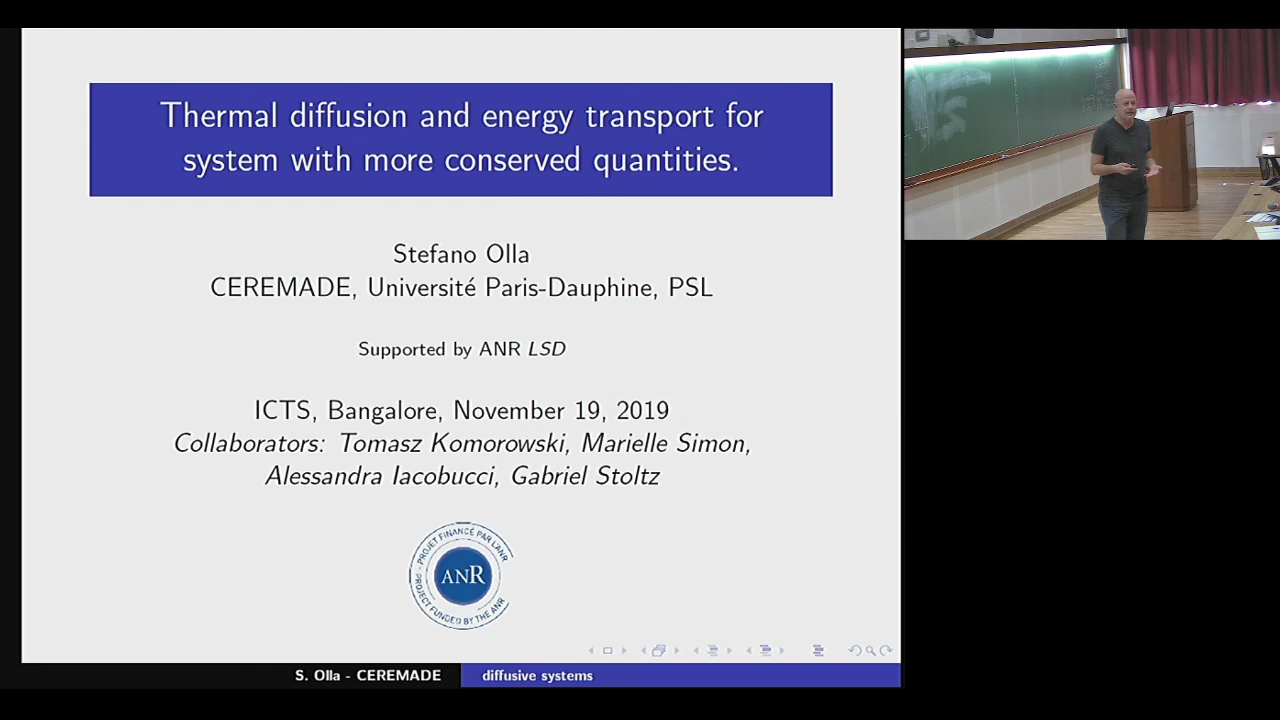 Thermal diffusion and energy transport for
system with more conserved quantities.
Stefano Olla
CEREMADE, Université Paris-Dauphine, PSL
Supported by ANR LSD
ICTS, Bangalore, November 19, 2019
Collaborators: Tomasz Komorowski, Marielle Simon,
Alessandra Iacobucci, Gabriel Stoltz
PROJET FINANCÉ PAR L'ANR
ANR
PROJECT FUNDED BY THE ANR
S. Olla - CEREMADE
diffusive systems